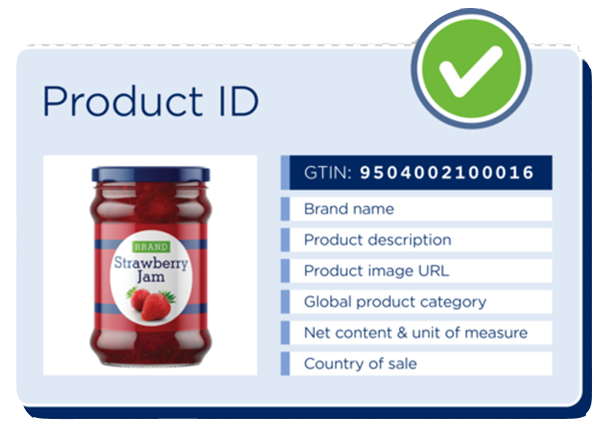 Product ID
BRAND
Strawberry
Jam
GTIN: 9504002100016
Brand name
Product description
Product image URL
Global product category
Net content & unit of measure
Country of sale